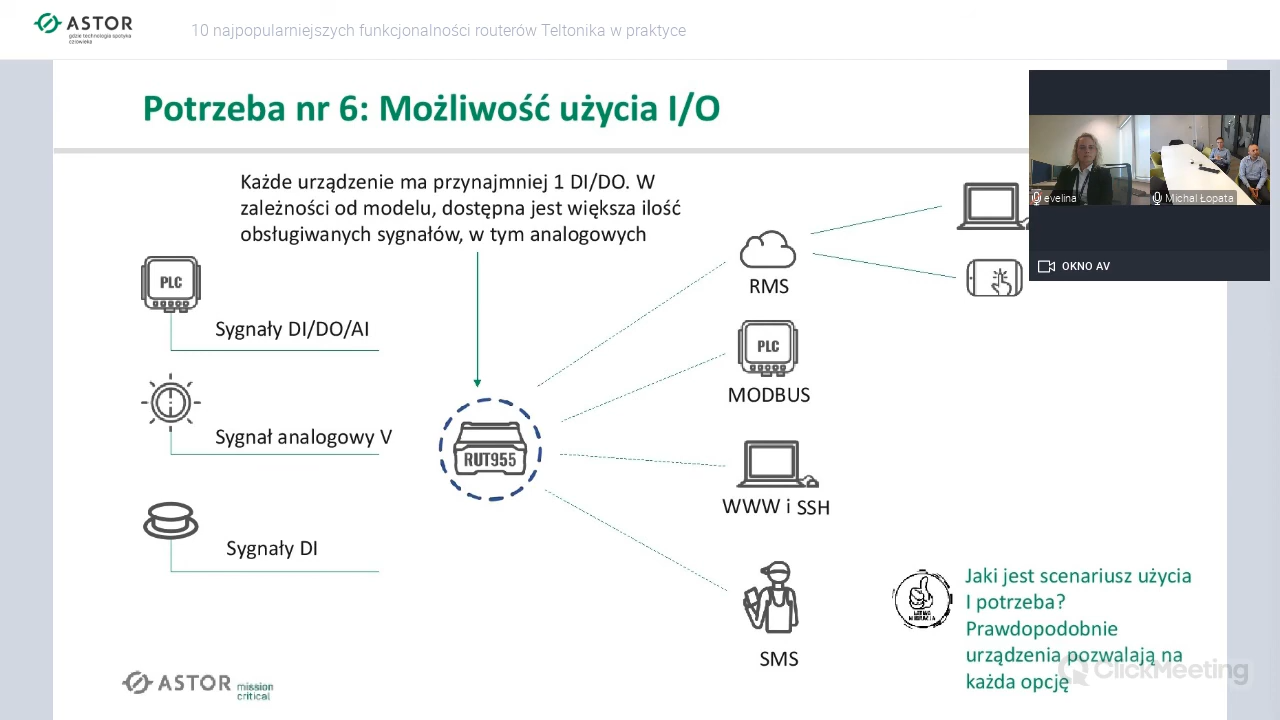 ASTOR
gdzie technologia spotyka
człowieka
10 najpopularniejszych funkcjonalności routerów Teltonika w praktyce
Potrzeba nr 6: Możliwość użycia I/O
Każde urządzenie ma przynajmniej 1 DI/DO. W
zależności od modelu, dostępna jest większa ilość
obsługiwanych sygnałów, w tym analogowych
evelina
Michal Łopata
OKNO AV
PLC
Sygnały DI/DO/AI
Sygnał analogowy V
Sygnały DI
RUT955
RMS
PLC
MODBUS
WWW i SSH
SMS
Jaki jest scenariusz użycia
I potrzeba?
Prawdopodobnie
urządzenia pozwalają na
każda opcję
ClickMeeting
ASTOR mission
critical